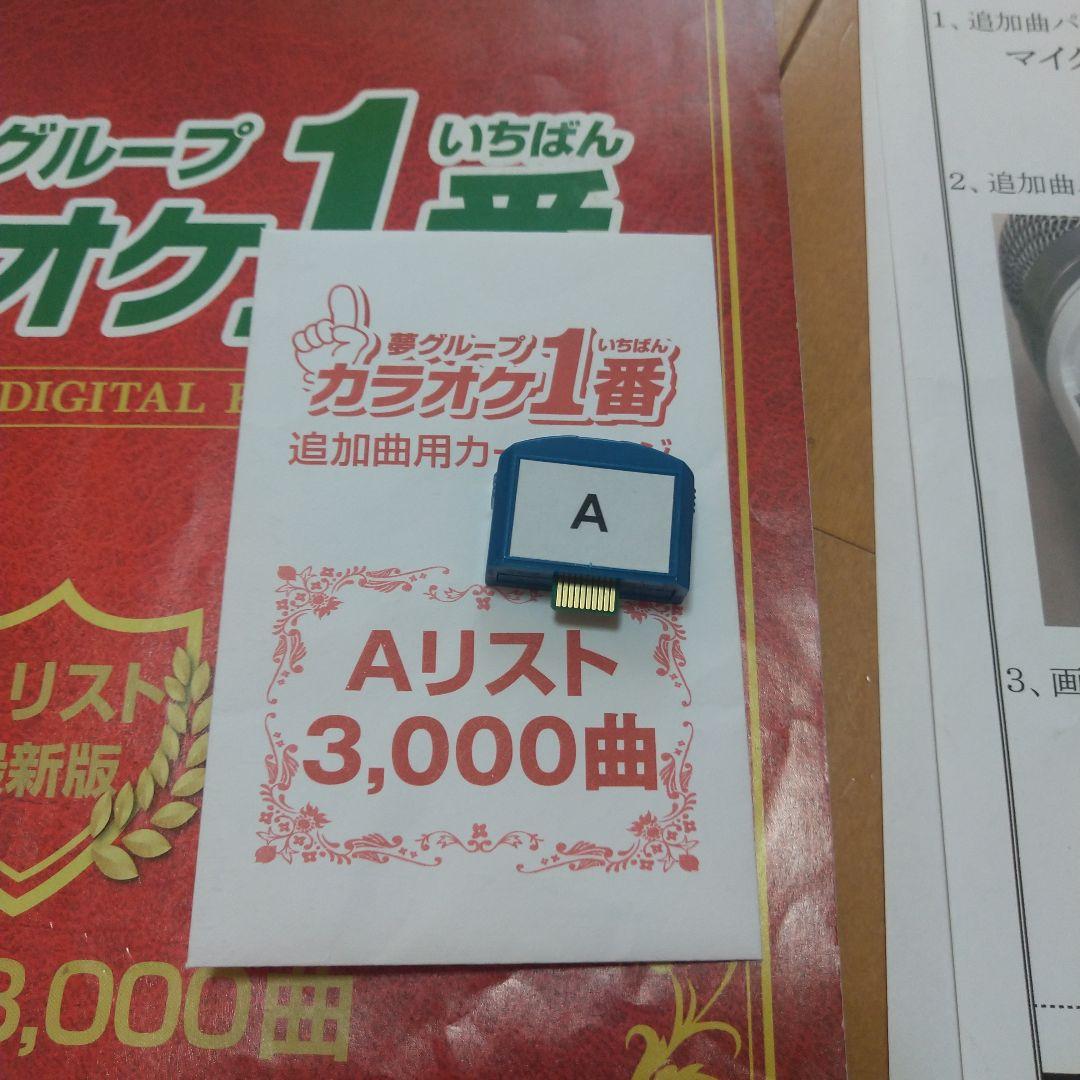 グループ
いちばん
オケ1番
DIGITAL
リスト
最新版
3,000曲
夢グループ
いちばん
カラオケ1番
追加曲用カ
A
Aリスト
3,000曲
1、追加曲パ
マイク
2、追加曲
3、画